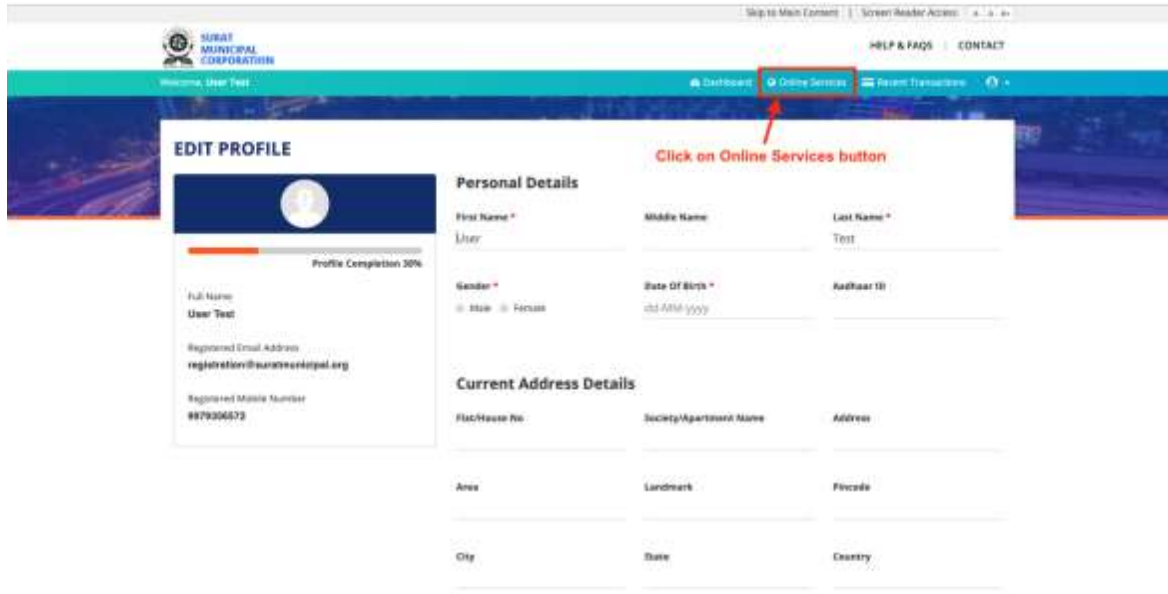 Skip to Main Content | Screen Reader Access A- A A+
SURAT
MUNICIPAL
CORPORATION
HELP & FAQS | CONTACT
Welcome, User Test
Dashboard Online Services Recent Transactions
Click on Online Services button
EDIT PROFILE
Profile Completion 30%
Full Name
User Test
Registered Email Address
registration@suratmunicipal.org
Registered Mobile Number
9979306573
Personal Details
First Name * Middle Name Last Name *
User Test
Gender * Date Of Birth * Aadhaar ID
Male Female dd-MM-yyyy
Current Address Details
Flat/House No Society/Apartment Name Address
Area Landmark Pincode
City State Country